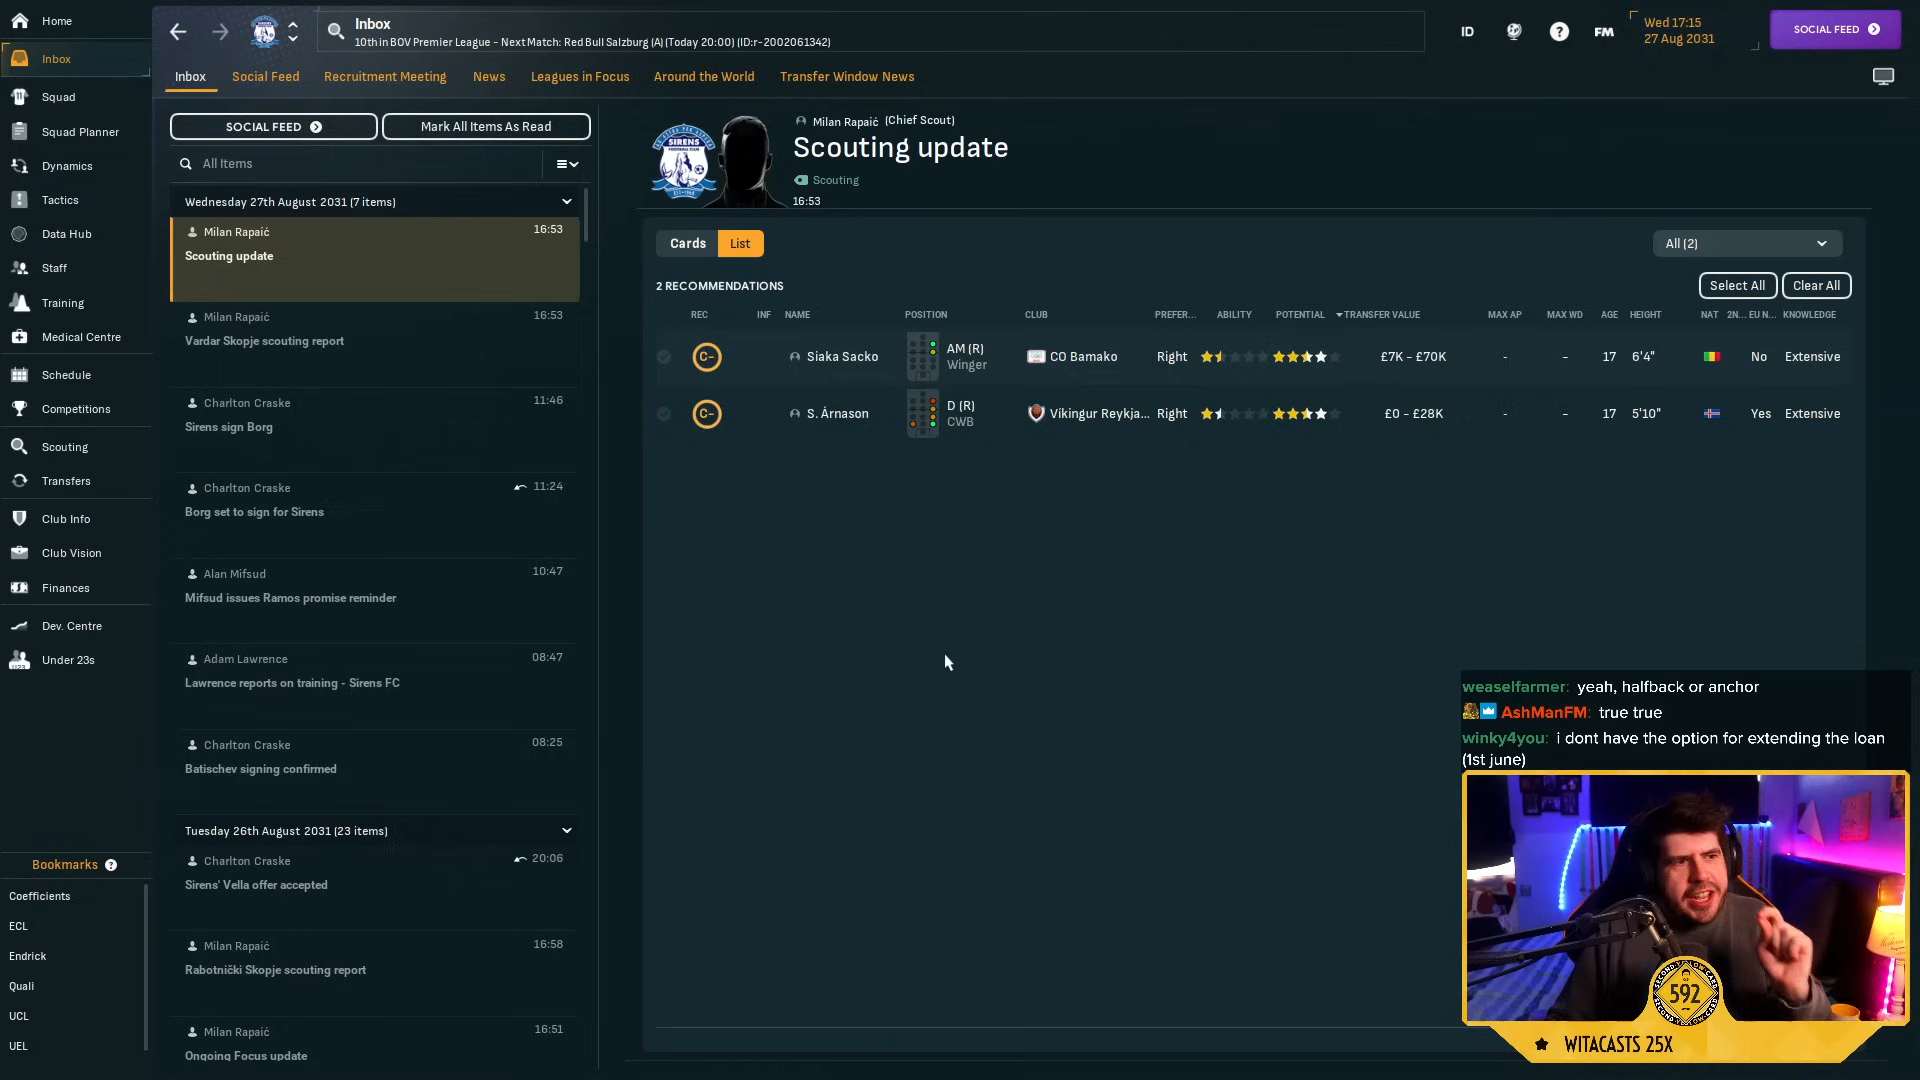 Home
Inbox
Squad
Squad Planner
Dynamics
Tactics
Data Hub
Staff
Training
Medical Centre
Schedule
Competitions
Scouting
Transfers
Club Info
Club Vision
Finances
Dev. Centre
Under 23s
Bookmarks ?
Coefficients
ECL
Endrick
Quali
UCL
UEL
Inbox
10th in BOV Premier League - Next Match: Red Bull Salzburg (A) (Today 20:00) (ID:r-2002061342)
ID
?
FM
Wed 17:15
27 Aug 2031
SOCIAL FEED
Inbox
Social Feed
Recruitment Meeting
News
Leagues in Focus
Around the World
Transfer Window News
SOCIAL FEED
Mark All Items As Read
All Items
Wednesday 27th August 2031 (7 items)
Milan Rapaić 16:53
Scouting update
Milan Rapaić 16:53
Vardar Skopje scouting report
Charlton Craske 11:46
Sirens sign Borg
Charlton Craske 11:24
Borg set to sign for Sirens
Alan Mifsud 10:47
Mifsud issues Ramos promise reminder
Adam Lawrence 08:47
Lawrence reports on training - Sirens FC
Charlton Craske 08:25
Batischev signing confirmed
Tuesday 26th August 2031 (23 items)
Charlton Craske 20:06
Sirens' Vella offer accepted
Milan Rapaić 16:58
Rabotnički Skopje scouting report
Milan Rapaić 16:51
Ongoing Focus update
SIRENS
Milan Rapaić (Chief Scout)
Scouting update
Scouting
16:53
Cards
List
All (2)
2 RECOMMENDATIONS
Select All
Clear All
REC INF NAME POSITION CLUB PREFER... ABILITY POTENTIAL TRANSFER VALUE MAX AP MAX WD AGE HEIGHT NAT 2N... EU N... KNOWLEDGE
C- Siaka Sacko AM (R) Winger CO Bamako Right £7K - £70K - - 17 6'4" No Extensive
C- S. Árnason D (R) CWB Víkingur Reykja... Right £0 - £28K - - 17 5'10" Yes Extensive
weaselfarmer: yeah, halfback or anchor
AshManFM: true true
winky4you: i dont have the option for extending the loan
(1st june)
SECOND YELLOW CARD
592
WITACASTS 25X